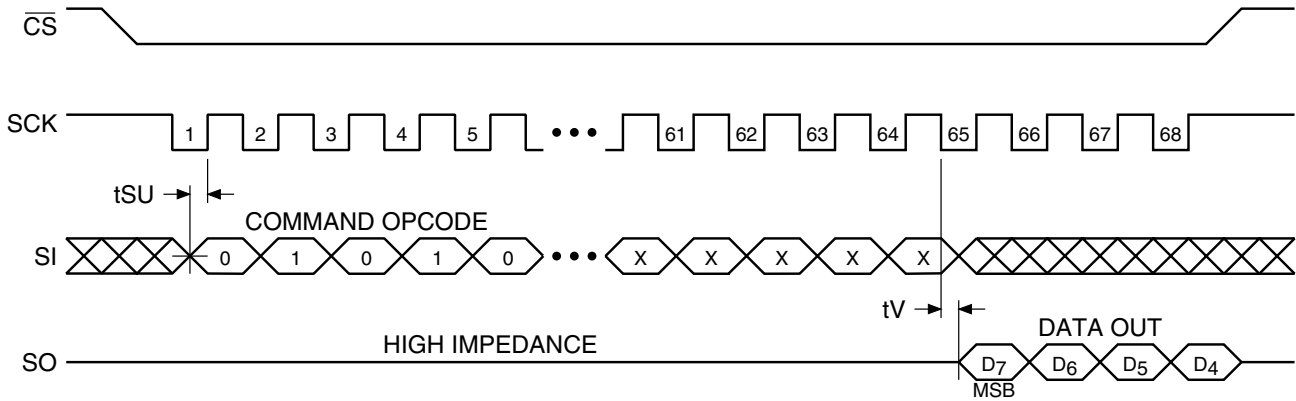 CS
SCK 1 2 3 4 5 ••• 61 62 63 64 65 66 67 68
tSU
COMMAND OPCODE
SI 0 1 0 1 0 ••• X X X X X
tV
DATA OUT
HIGH IMPEDANCE
SO D7 D6 D5 D4
MSB